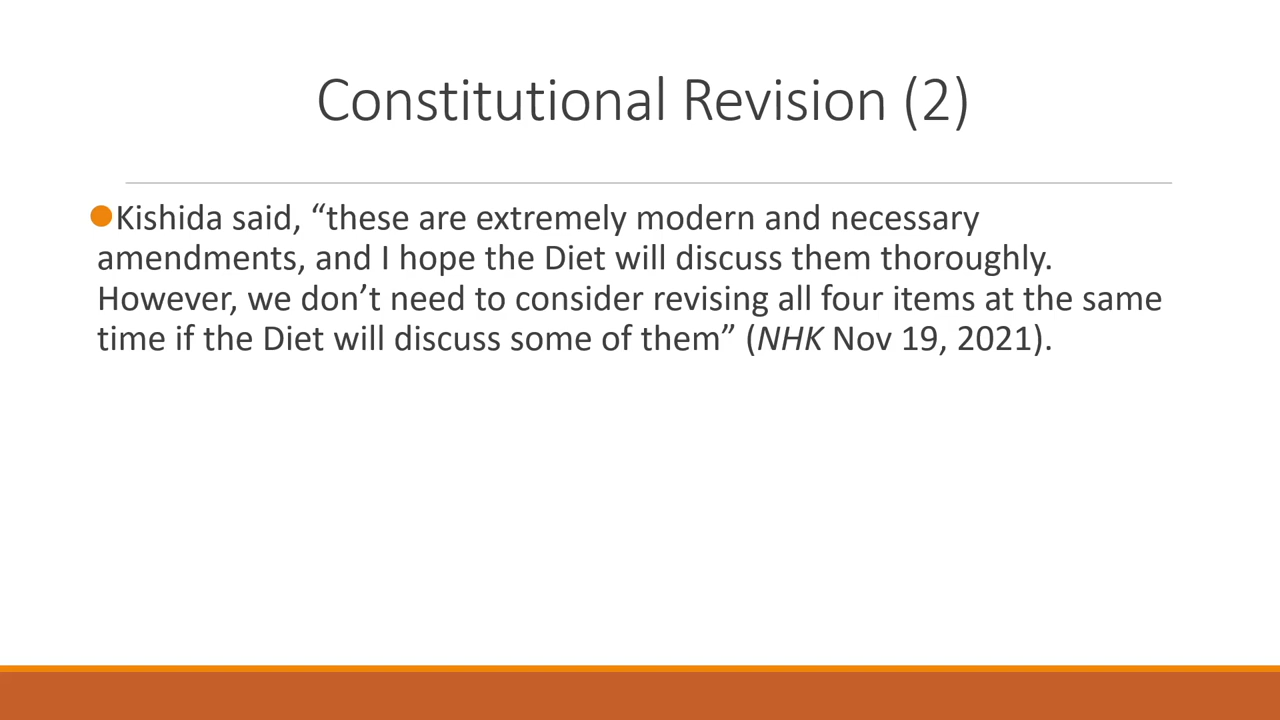 Constitutional Revision (2)
Kishida said, “these are extremely modern and necessary
amendments, and I hope the Diet will discuss them thoroughly.
However, we don’t need to consider revising all four items at the same
time if the Diet will discuss some of them” (NHK Nov 19, 2021).